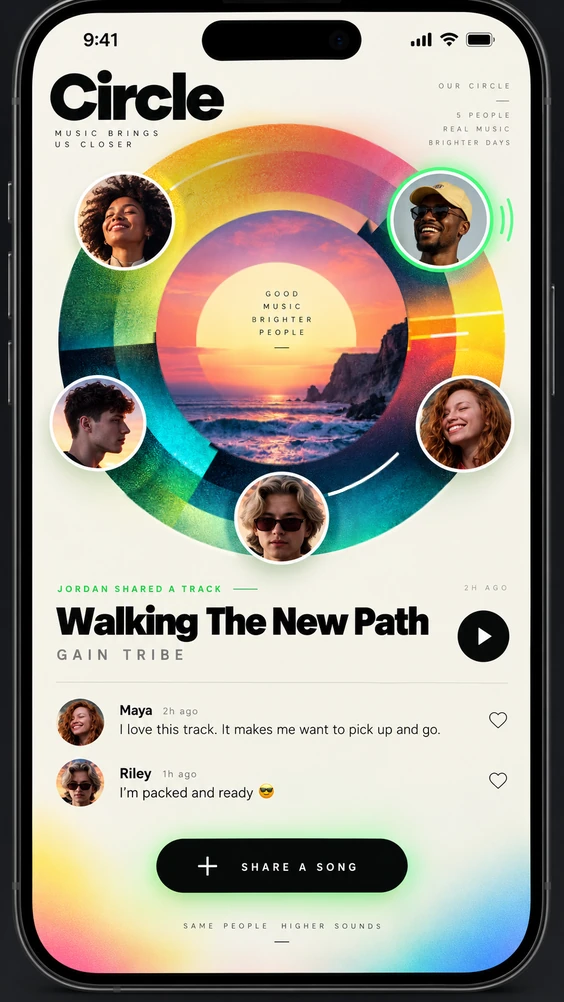 9:41
Circle
MUSIC BRINGS
US CLOSER
OUR CIRCLE
5 PEOPLE
REAL MUSIC
BRIGHTER DAYS
GOOD
MUSIC
BRIGHTER
PEOPLE
JORDAN SHARED A TRACK
2H AGO
Walking The New Path
GAIN TRIBE
Maya 2h ago
I love this track. It makes me want to pick up and go.
Riley 1h ago
I'm packed and ready 😎
+ SHARE A SONG
SAME PEOPLE HIGHER SOUNDS